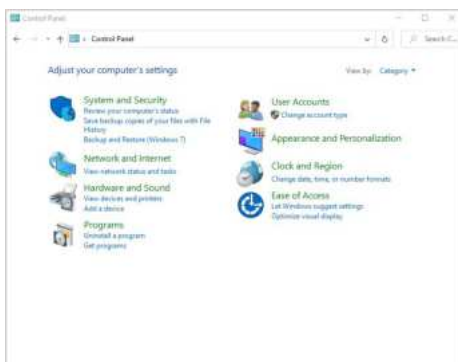 Control Panel
Control Panel
Search C...
Adjust your computer's settings
View by: Category
System and Security
Review your computer's status
Save backup copies of your files with File
History
Backup and Restore (Windows 7)
Network and Internet
View network status and tasks
Hardware and Sound
View devices and printers
Add a device
Programs
Uninstall a program
Get programs
User Accounts
Change account type
Appearance and Personalization
Clock and Region
Change date, time, or number formats
Ease of Access
Let Windows suggest settings
Optimize visual display